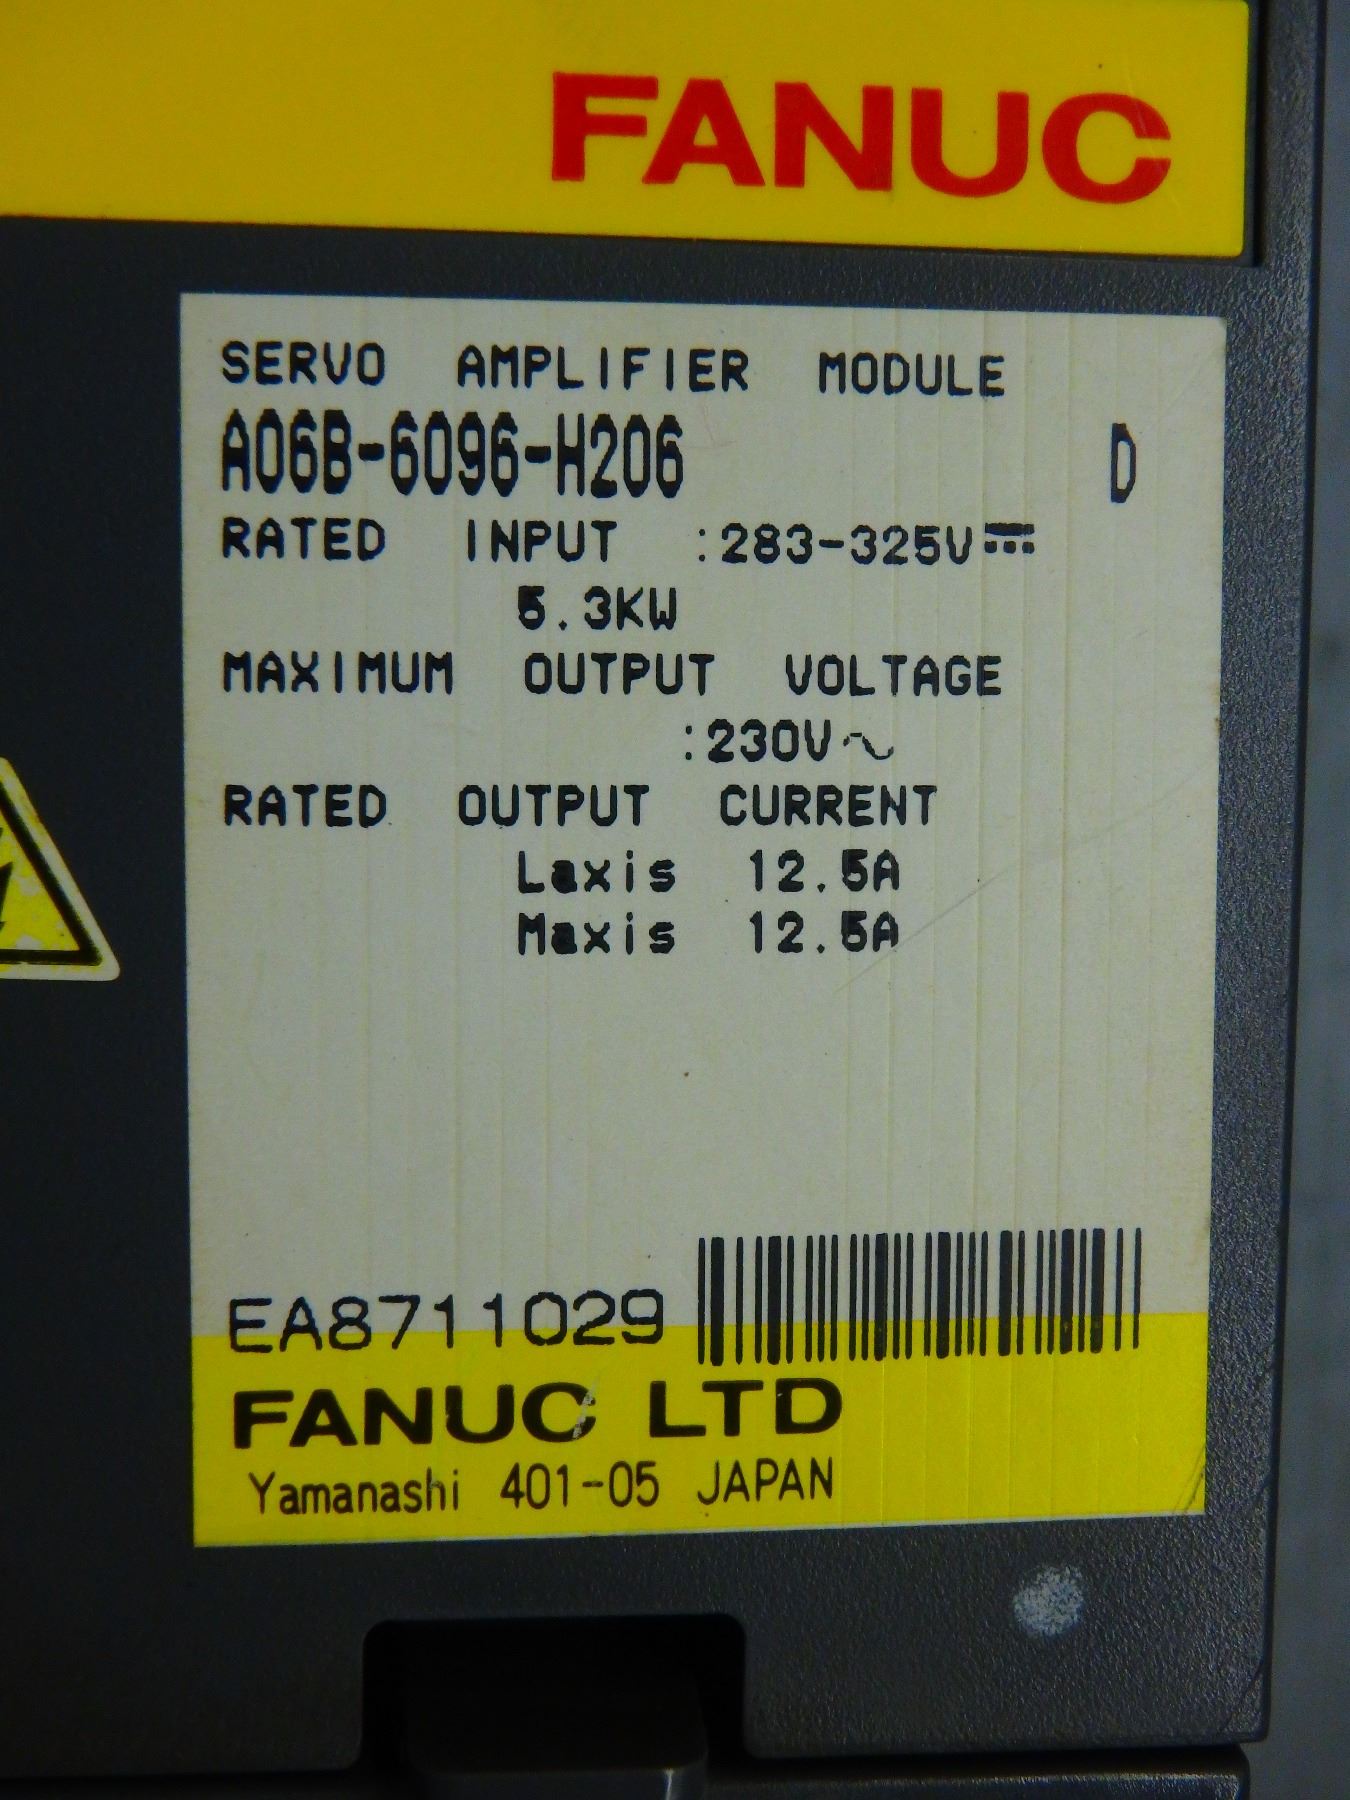 FANUC
SERVO AMPLIFIER MODULE
A06B-6096-H206 D
RATED INPUT :283-325V⎓
5.3KW
MAXIMUM OUTPUT VOLTAGE
:230V~
RATED OUTPUT CURRENT
Laxis 12.5A
Maxis 12.5A
EA8711029
FANUC LTD
Yamanashi 401-05 JAPAN